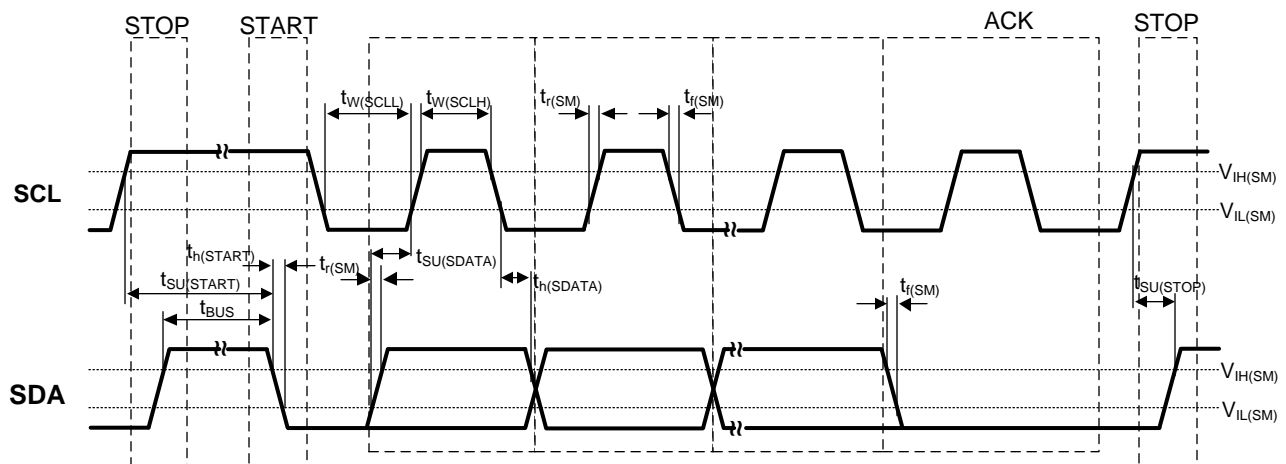 STOP START ACK STOP
tW(SCLL) tW(SCLH) tr(SM) tf(SM)
SCL
VIH(SM)
VIL(SM)
th(START) tr(SM) tSU(SDATA)
tSU(START) th(SDATA) tf(SM) tSU(STOP)
tBUS
SDA
VIH(SM)
VIL(SM)